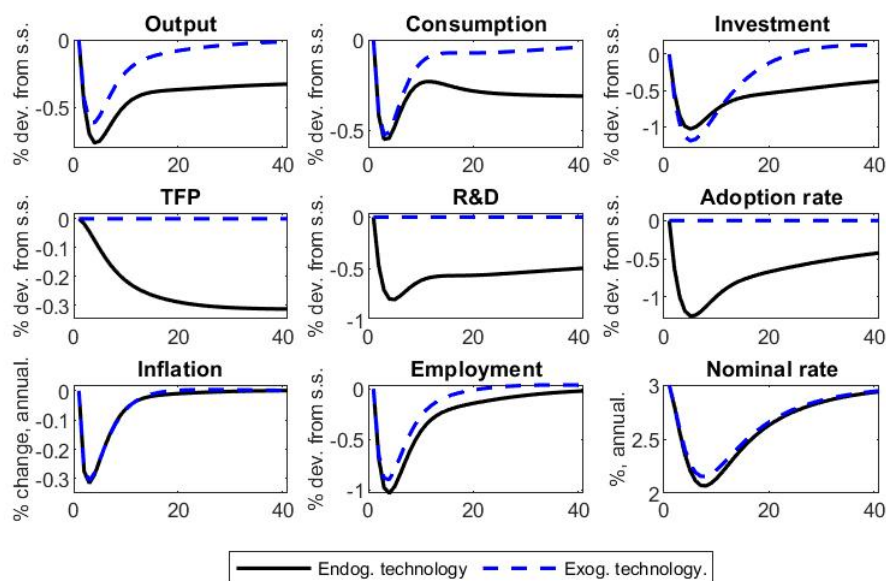 Output Consumption Investment
% dev. from s.s. 0 -0.5 0 20 40
% dev. from s.s. 0 -0.5 0 20 40
% dev. from s.s. 0 -0.5 -1 0 20 40
TFP R&D Adoption rate
% dev. from s.s. 0 -0.1 -0.2 -0.3 0 20 40
% dev. from s.s. 0 -0.5 -1 0 20 40
% dev. from s.s. 0 -0.5 -1 0 20 40
Inflation Employment Nominal rate
% change, annual. 0 -0.1 -0.2 -0.3 0 20 40
% dev. from s.s. 0 -0.5 -1 0 20 40
%, annual. 3 2.5 2 0 20 40
Endog. technology Exog. technology.